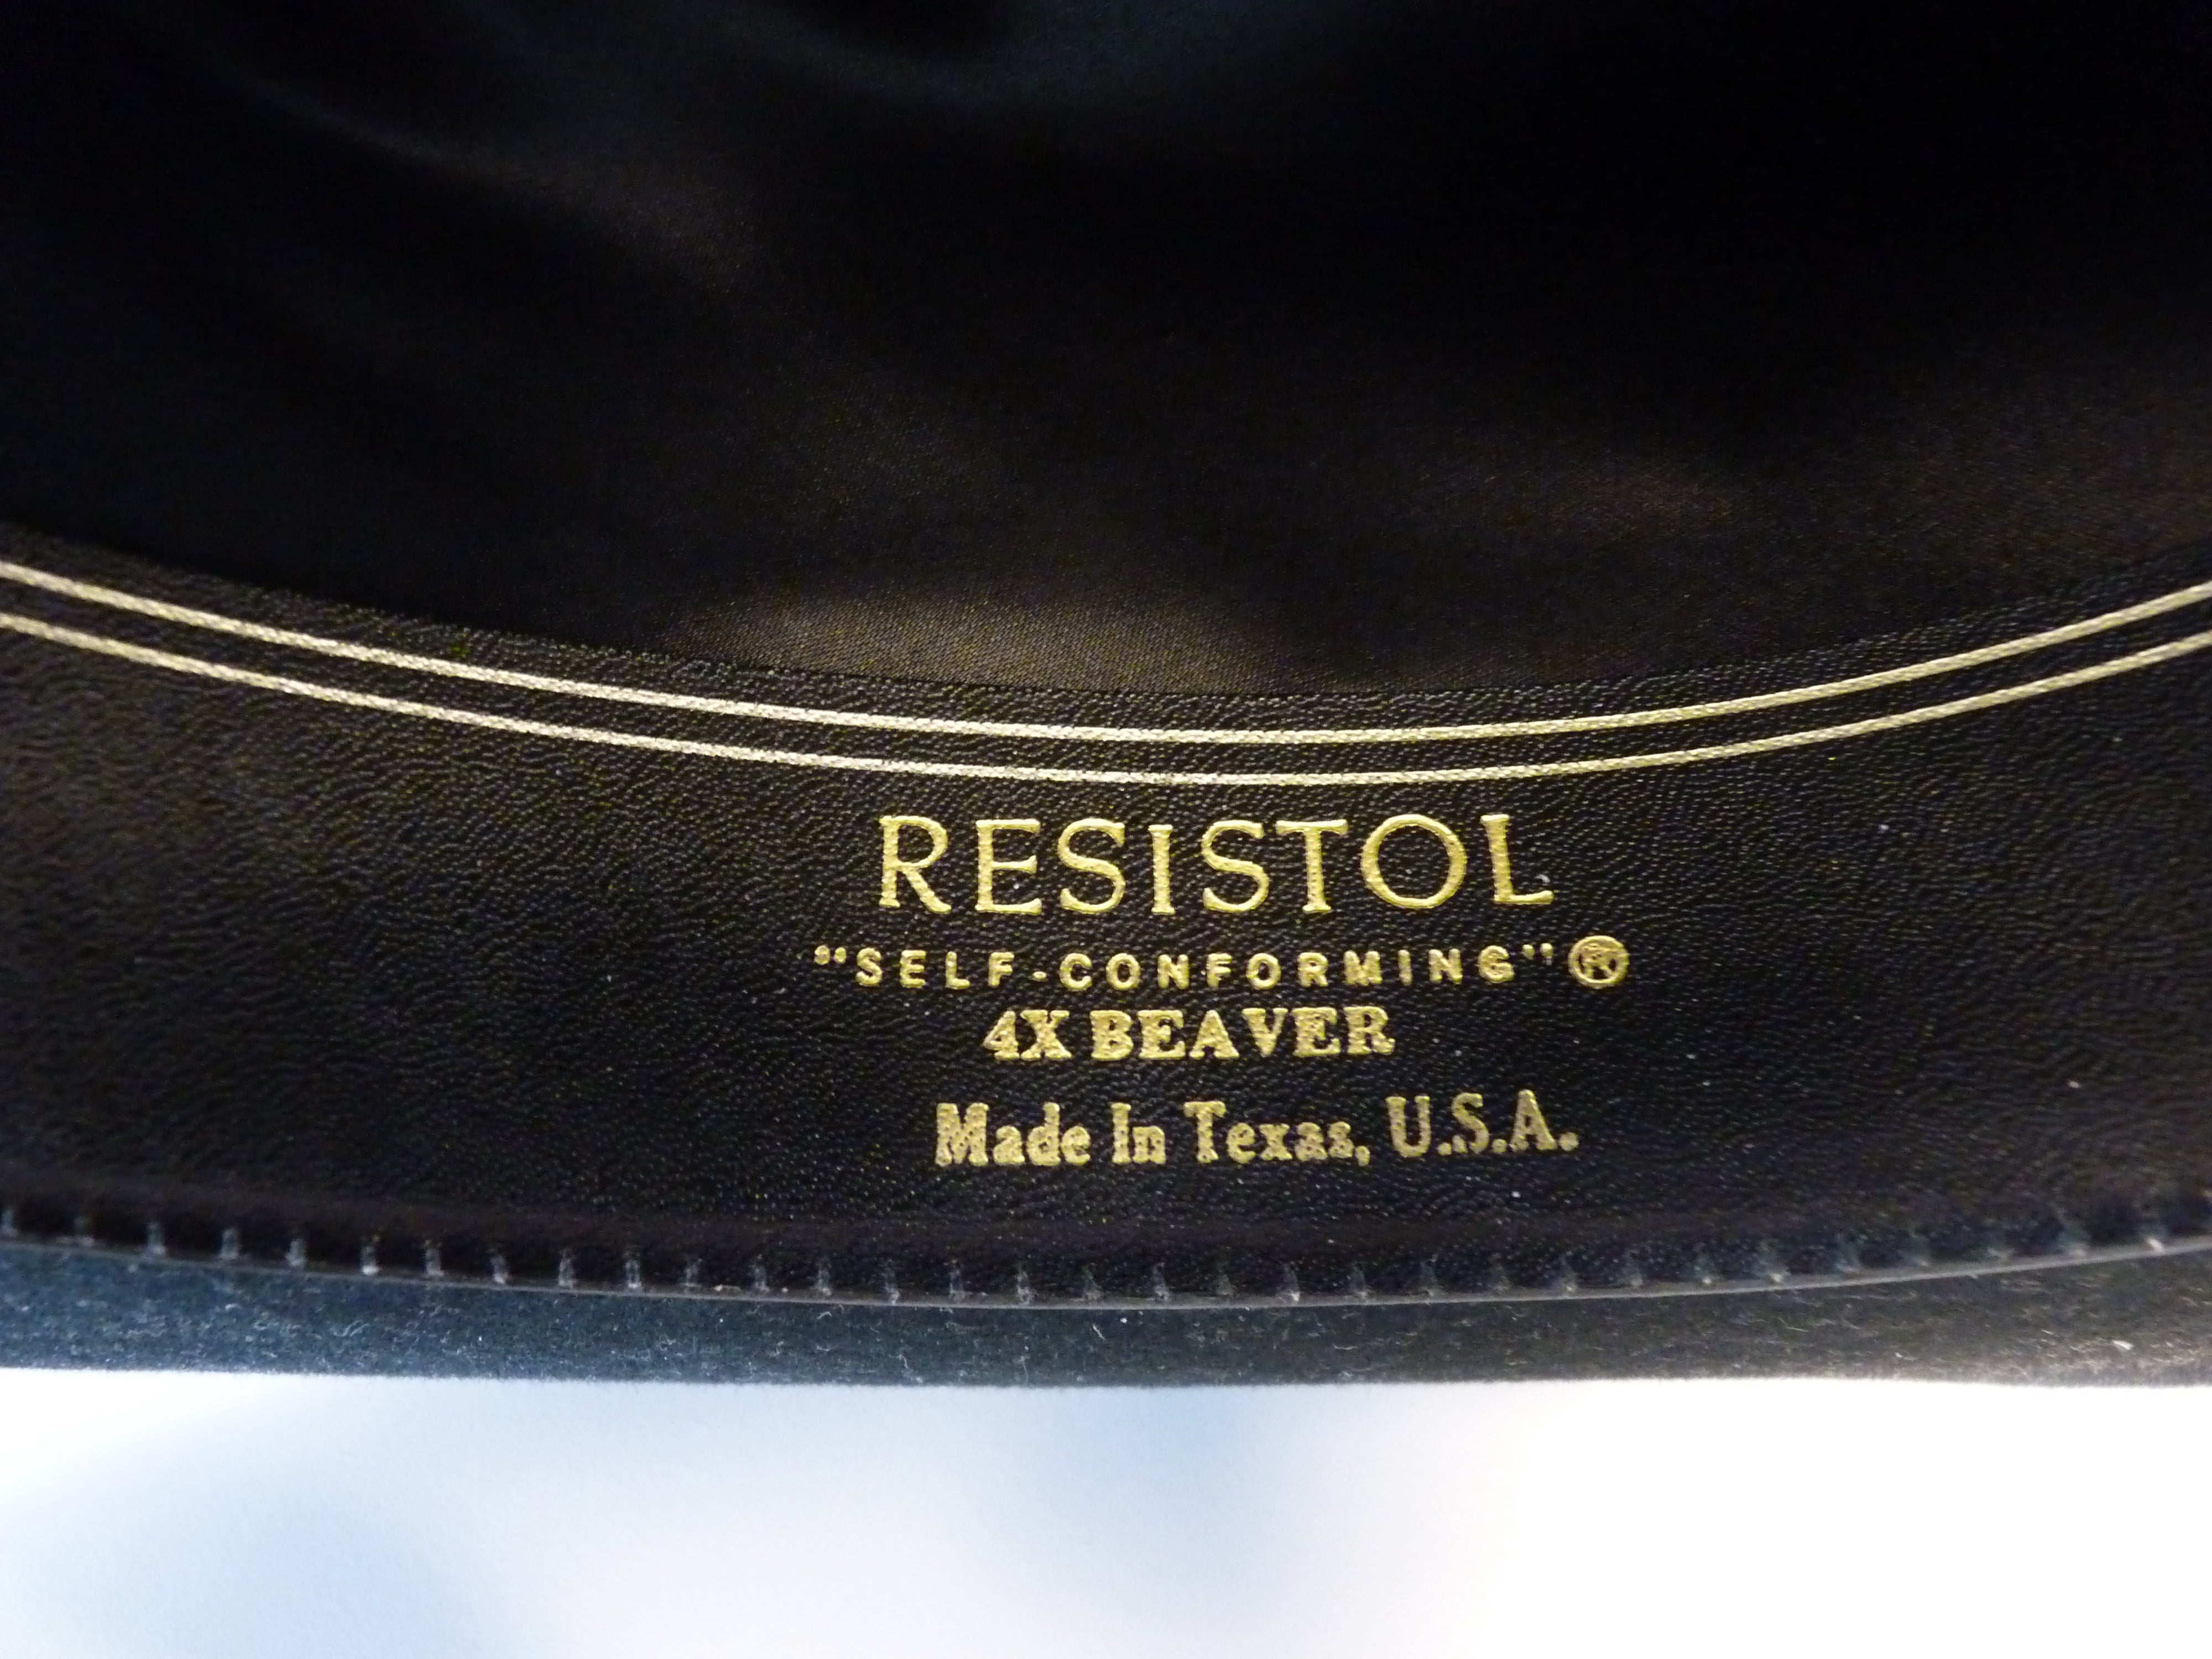 RESISTOL
"SELF-CONFORMING"®
4X BEAVER
Made In Texas, U.S.A.